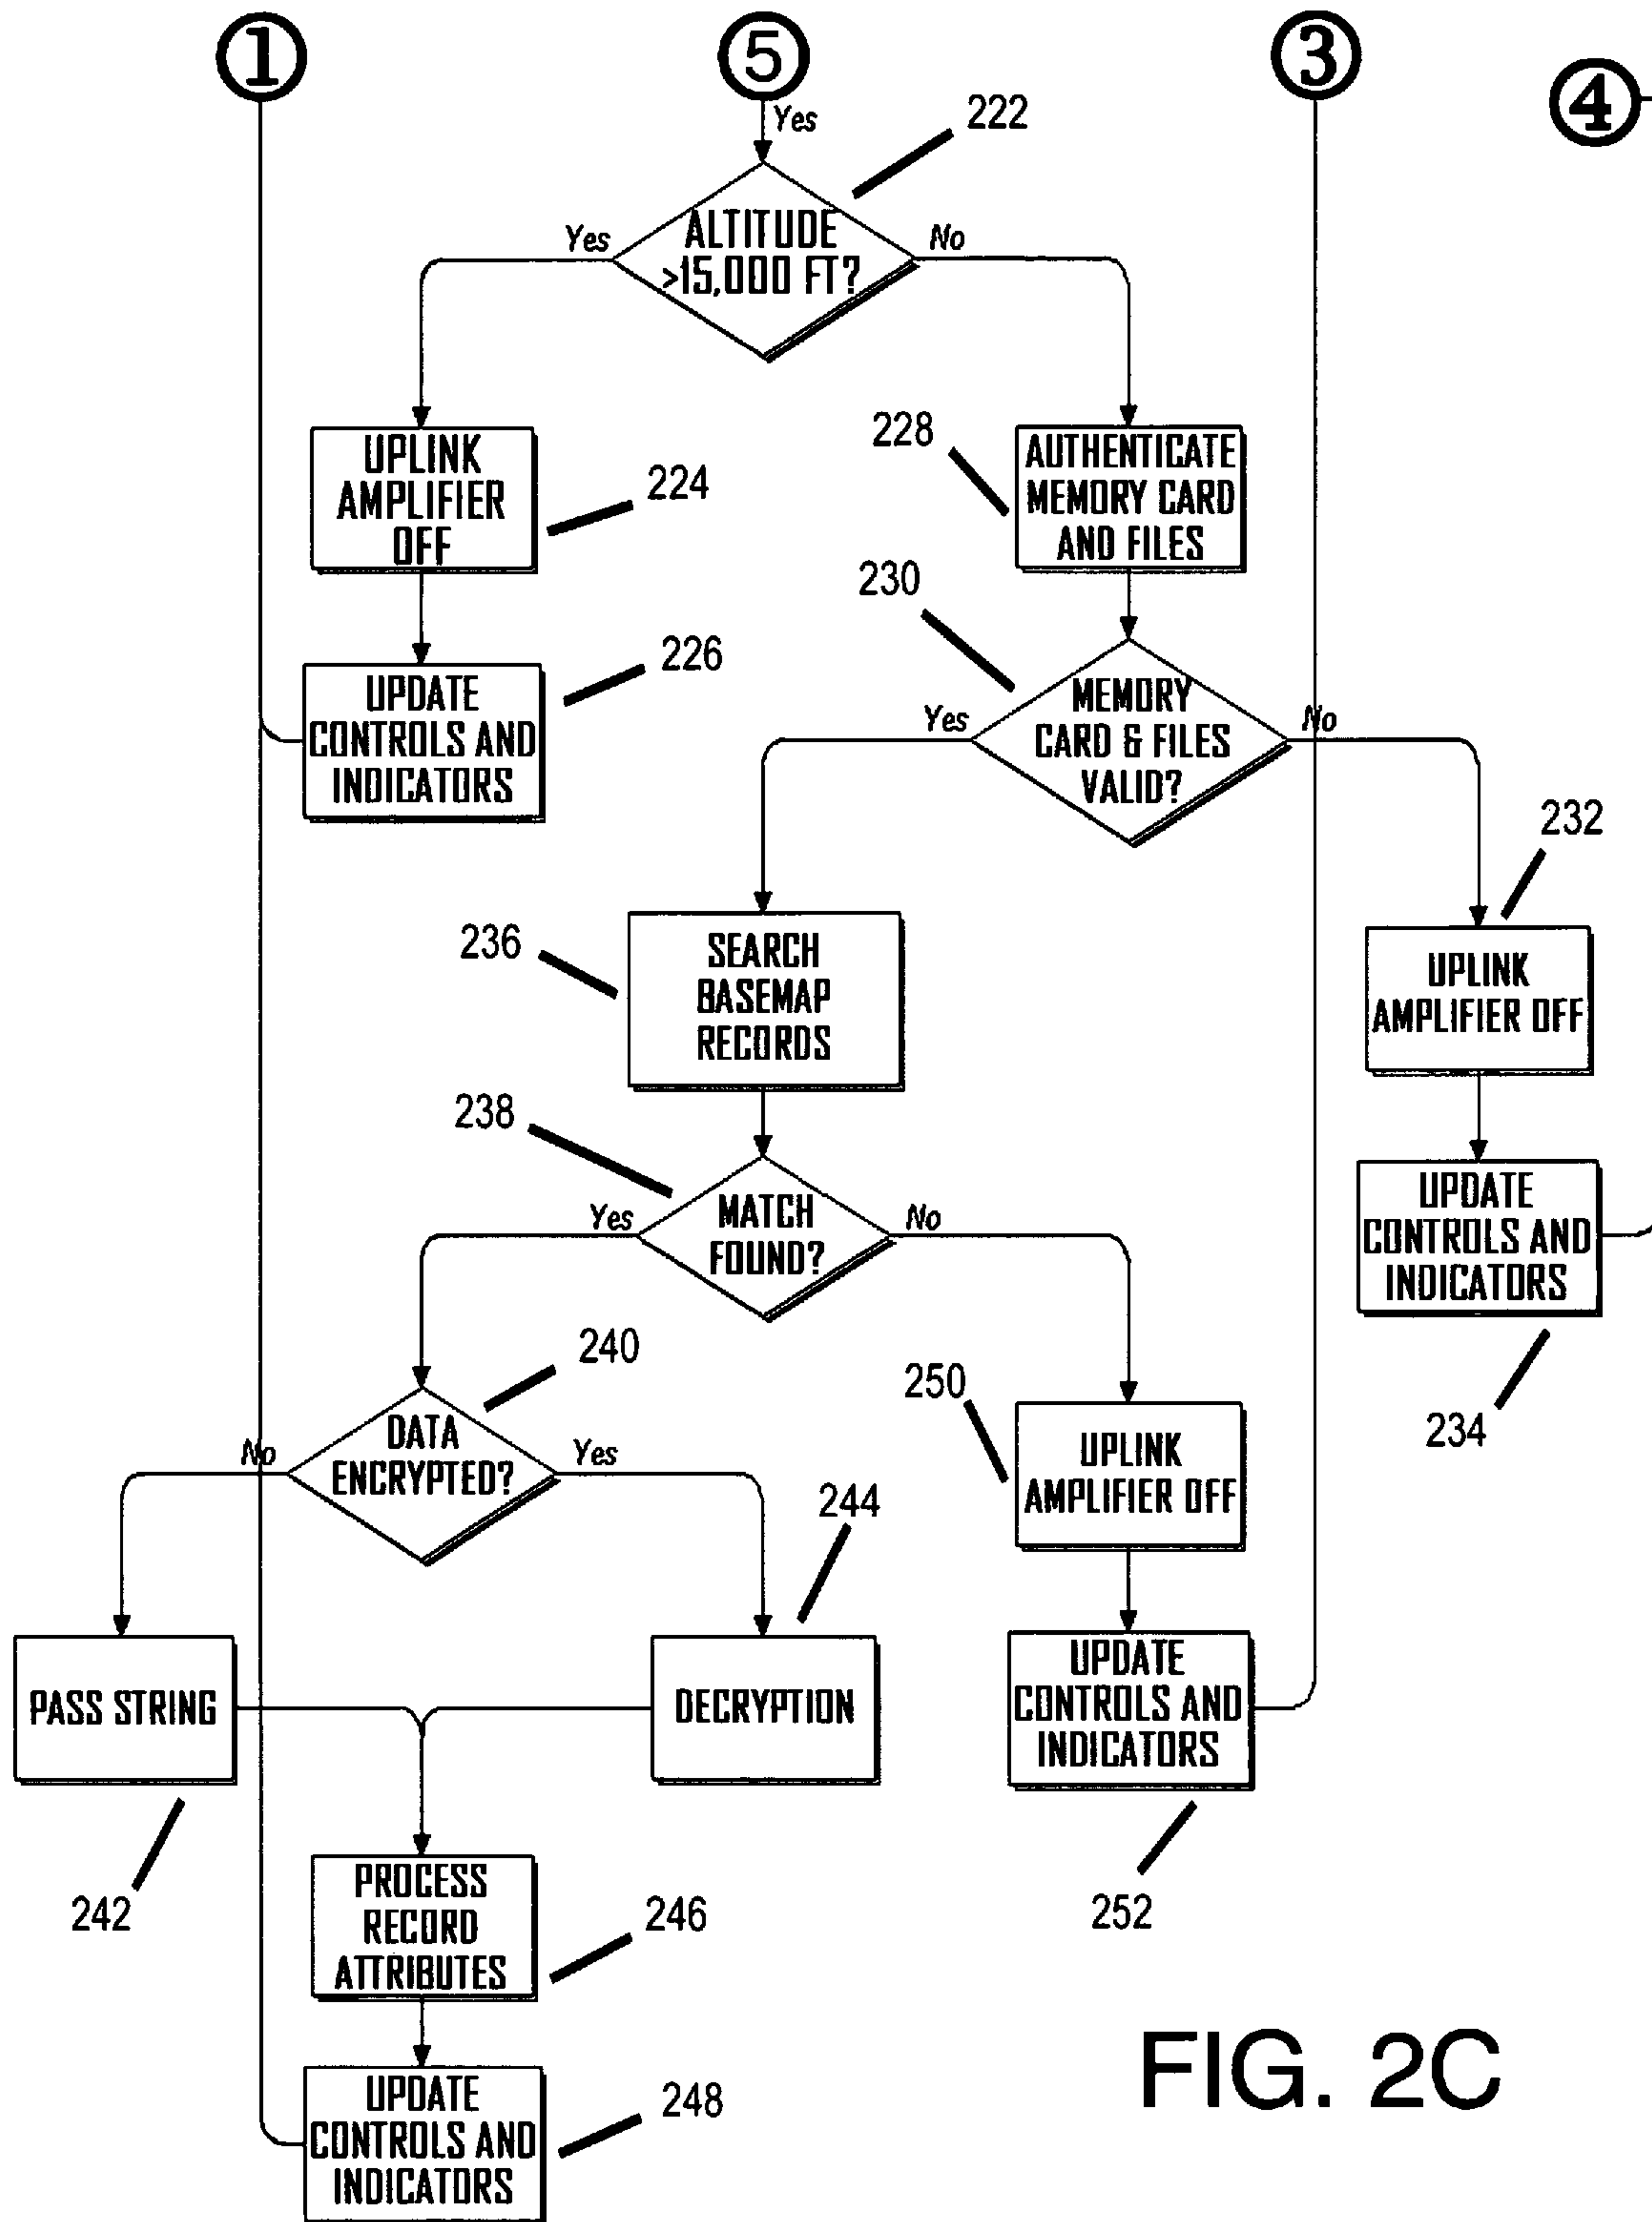 1
5
3
4
Yes
222
ALTITUDE
>15,000 FT?
Yes
No
UPLINK
AMPLIFIER
OFF
224
228
AUTHENTICATE
MEMORY CARD
AND FILES
230
226
UPDATE
CONTROLS AND
INDICATORS
MEMORY
CARD & FILES
VALID?
Yes
No
232
236
SEARCH
BASEMAP
RECORDS
UPLINK
AMPLIFIER OFF
238
MATCH
FOUND?
Yes
No
UPDATE
CONTROLS AND
INDICATORS
234
240
DATA
ENCRYPTED?
No
Yes
250
UPLINK
AMPLIFIER OFF
244
PASS STRING
DECRYPTION
UPDATE
CONTROLS AND
INDICATORS
242
252
PROCESS
RECORD
ATTRIBUTES
246
UPDATE
CONTROLS AND
INDICATORS
248
FIG. 2C